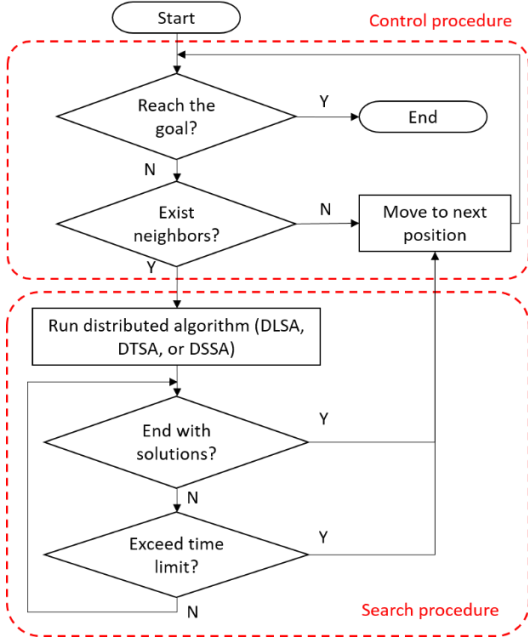 Start
Control procedure
Reach the
goal?
Y
End
N
Exist
neighbors?
N
Move to next
position
Y
Run distributed algorithm (DLSA,
DTSA, or DSSA)
End with
solutions?
Y
N
Exceed time
limit?
Y
N
Search procedure